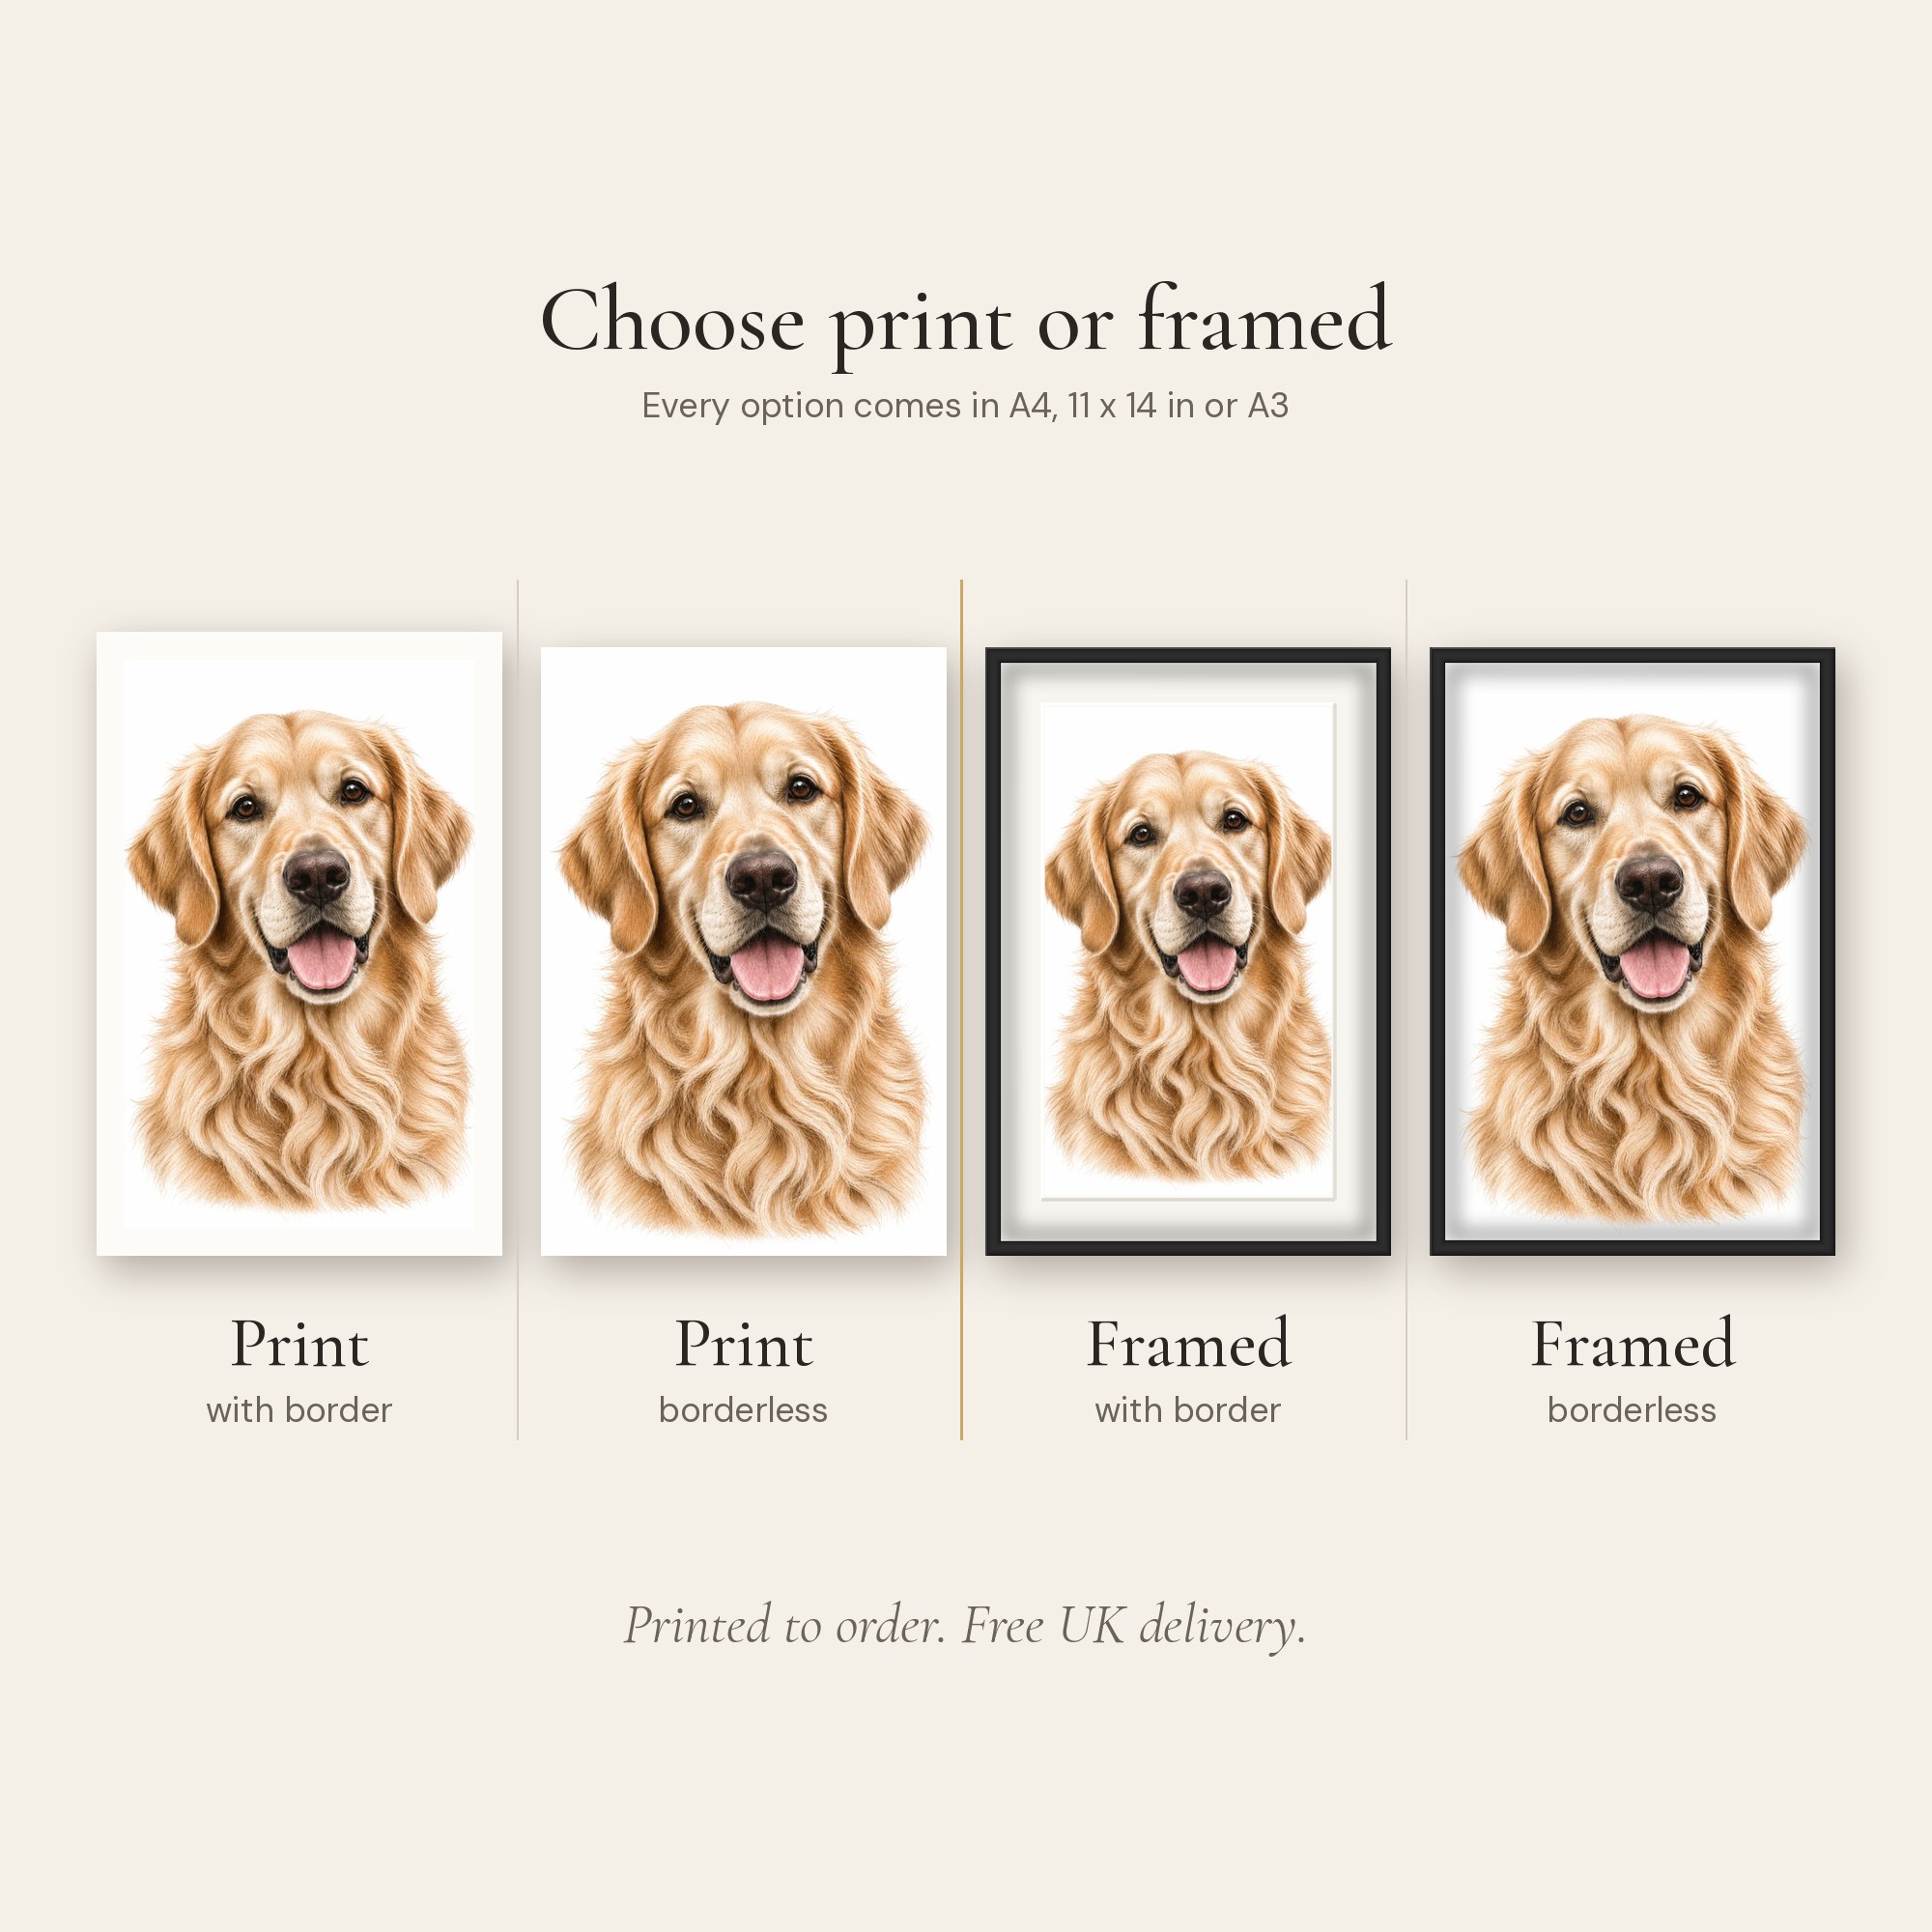 Choose print or framed
Every option comes in A4, 11 x 14 in or A3
Print
with border
Print
borderless
Framed
with border
Framed
borderless
Printed to order. Free UK delivery.